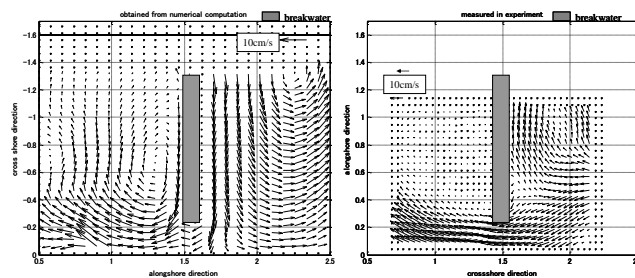 obtained from numerical computation
breakwater
10cm/s
-1.6
-1.4
-1.2
-1
-0.8
-0.6
-0.4
-0.2
0
cross shore direction
0.5 1 1.5 2 2.5
alongshore direction
measured in experiment
breakwater
10cm/s
1.6
1.4
1.2
1
0.8
0.6
0.4
0.2
0
alongshore direction
0.5 1 1.5 2 2.5
crossshore direction